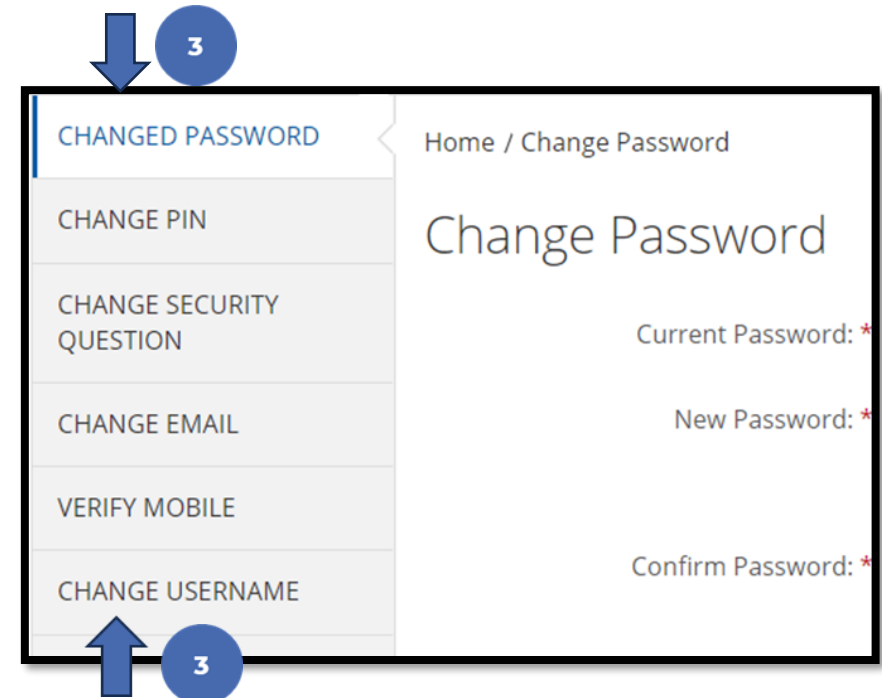 3
CHANGED PASSWORD
CHANGE PIN
CHANGE SECURITY
QUESTION
CHANGE EMAIL
VERIFY MOBILE
CHANGE USERNAME
Home / Change Password
Change Password
Current Password: *
New Password: *
Confirm Password: *
3